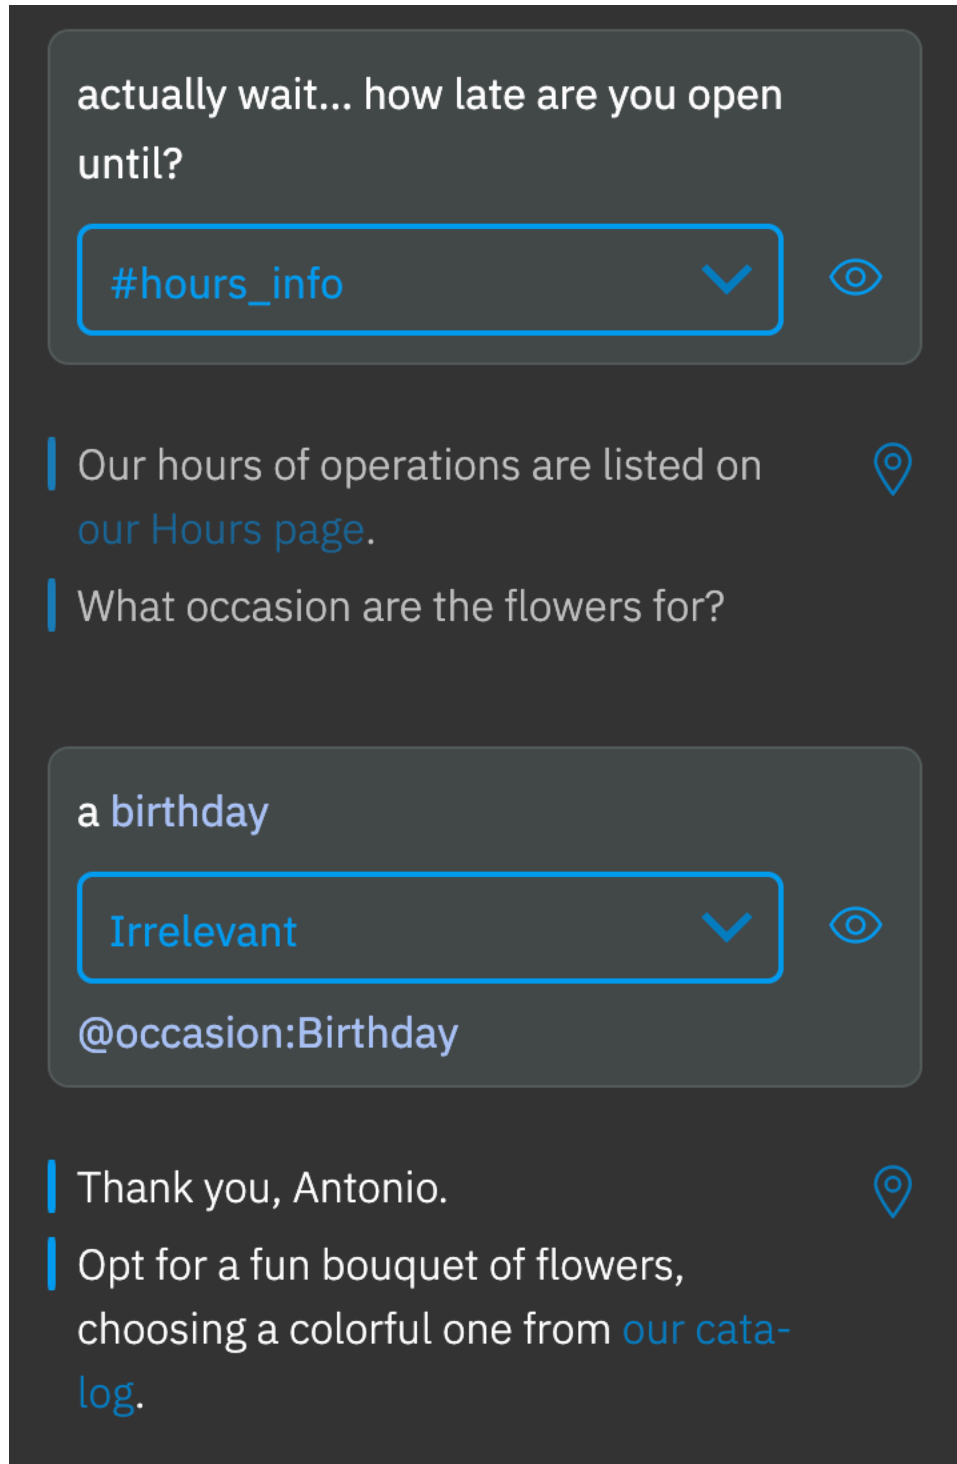 actually wait... how late are you open
until?
#hours_info
Our hours of operations are listed on
our Hours page.
What occasion are the flowers for?
a birthday
Irrelevant
@occasion:Birthday
Thank you, Antonio.
Opt for a fun bouquet of flowers,
choosing a colorful one from our cata-
log.